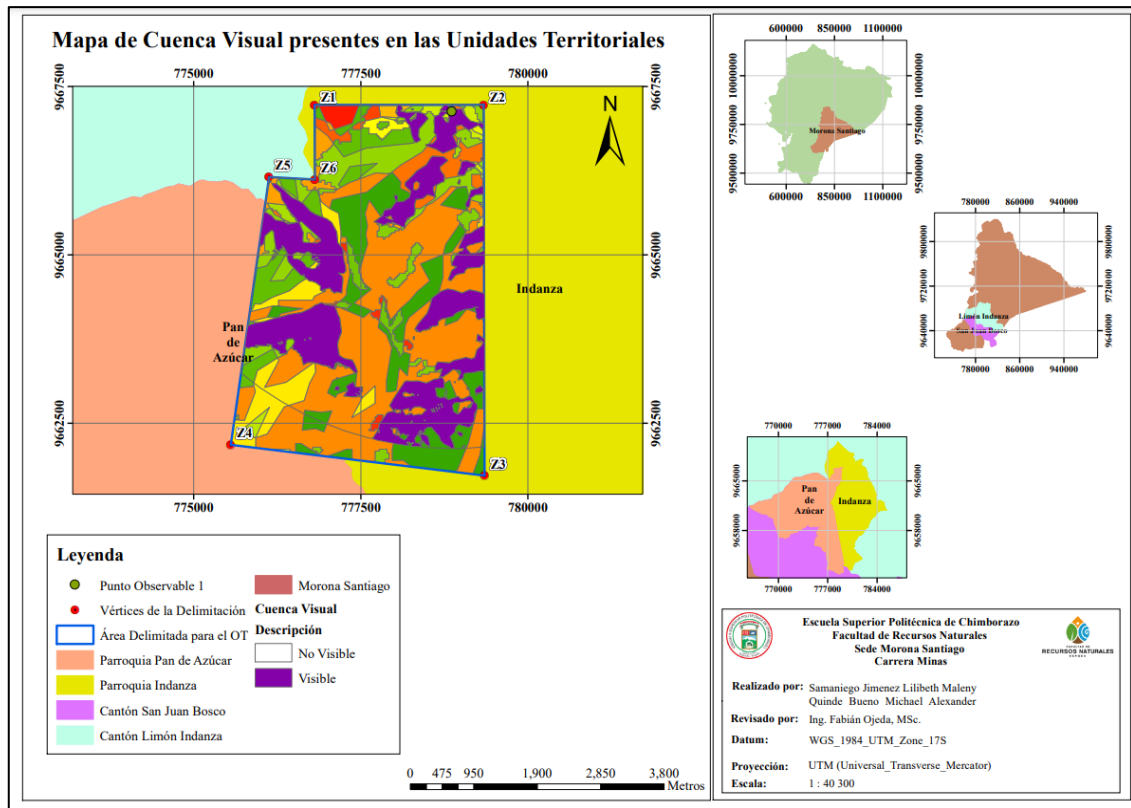 Mapa de Cuenca Visual presentes en las Unidades Territoriales
775000 777500 780000
9667500 9667500
9665000 9665000
9662500 9662500
775000 777500 780000
N
Z1
Z2
Z5
Z6
Z4
Z3
Indanza
Pan
de
Azúcar
Leyenda
Punto Observable 1
Vértices de la Delimitación
Área Delimitada para el OT
Parroquia Pan de Azúcar
Parroquia Indanza
Cantón San Juan Bosco
Cantón Limón Indanza
Morona Santiago
Cuenca Visual
Descripción
No Visible
Visible
0 475 950 1,900 2,850 3,800
Metros
600000 850000 1100000
10000000 10000000
9750000 9750000
9500000 9500000
Morona Santiago
600000 850000 1100000
780000 860000 940000
9800000 9800000
9720000 9720000
9640000 9640000
Limón Indanza
San Juan Bosco
780000 860000 940000
770000 777000 784000
9665000 9665000
9658000 9658000
Pan
de
Azúcar
Indanza
770000 777000 784000
Escuela Superior Politécnica de Chimborazo
Facultad de Recursos Naturales
Sede Morona Santiago
Carrera Minas
RECURSOS NATURALES
Realizado por: Samaniego Jimenez Lilibeth Maleny
Quinde Bueno Michael Alexander
Revisado por: Ing. Fabián Ojeda, MSc.
Datum: WGS_1984_UTM_Zone_17S
Proyección: UTM (Universal_Transverse_Mercator)
Escala: 1 : 40 300